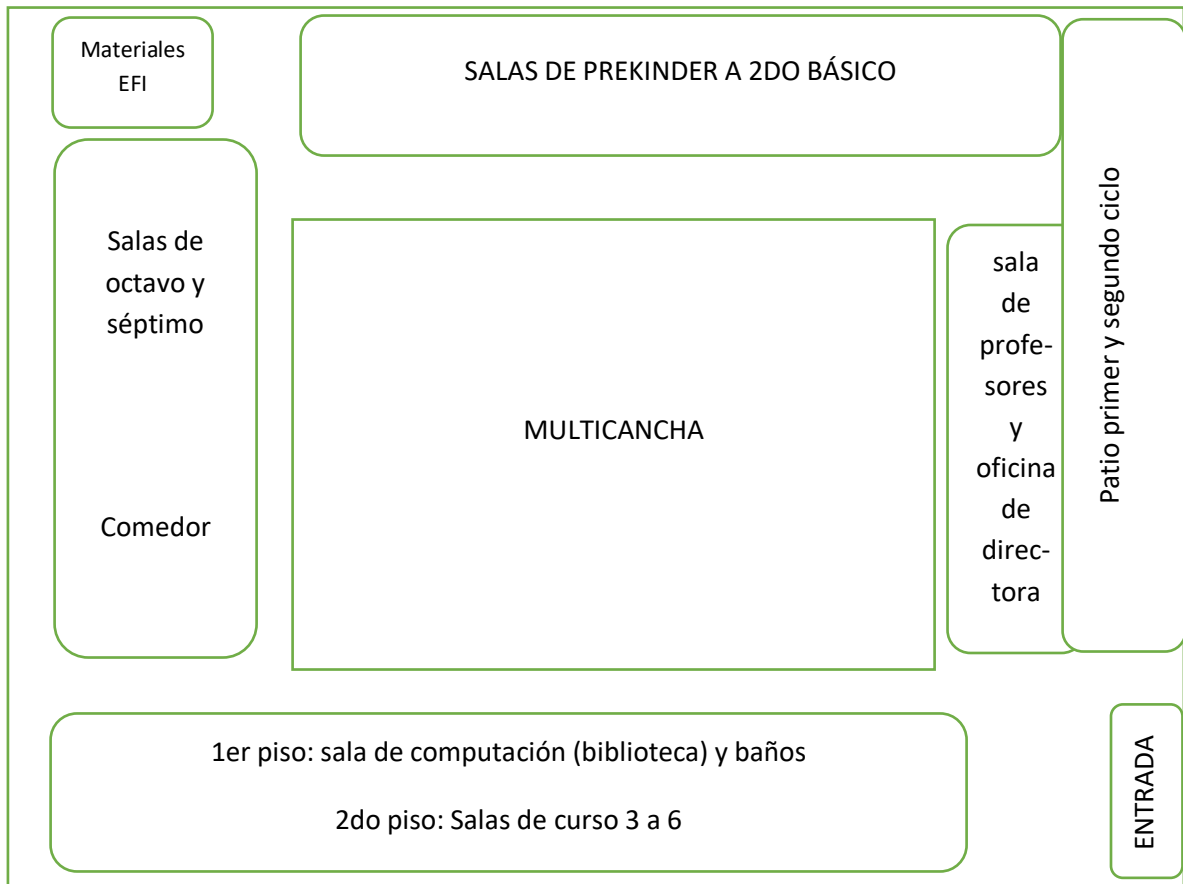 Materiales
EFI
SALAS DE PREKINDER A 2DO BÁSICO
Salas de
octavo y
séptimo
Comedor
MULTICANCHA
sala
de
profe-
sores
y
oficina
de
direc-
tora
Patio primer y segundo ciclo
1er piso: sala de computación (biblioteca) y baños
2do piso: Salas de curso 3 a 6
ENTRADA